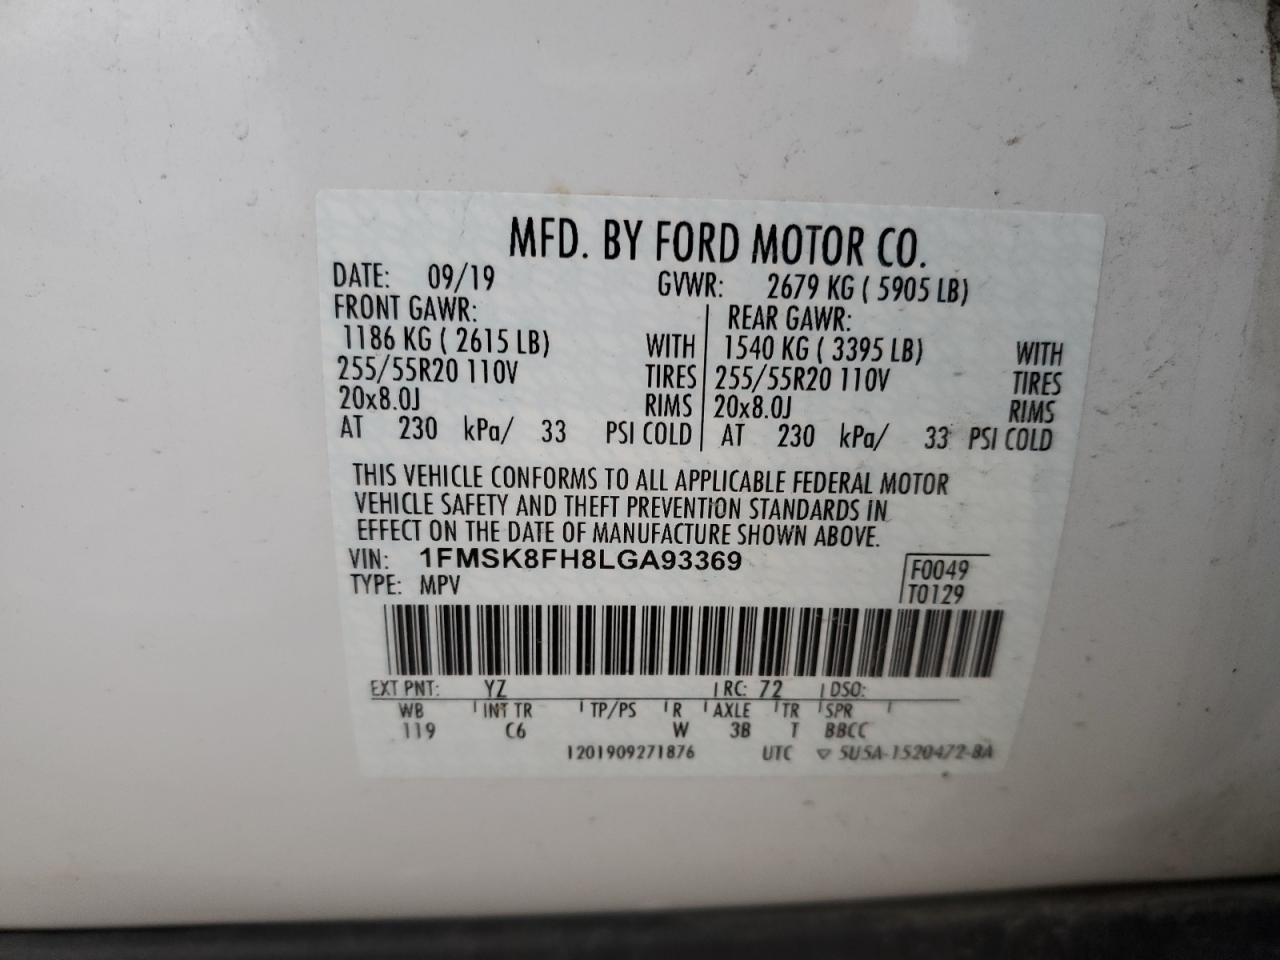 MFD. BY FORD MOTOR CO.
DATE: 09/19 GVWR: 2679 KG ( 5905 LB)
FRONT GAWR: REAR GAWR:
1186 KG ( 2615 LB) WITH 1540 KG ( 3395 LB) WITH
255/55R20 110V TIRES 255/55R20 110V TIRES
20x8.0J RIMS 20x8.0J RIMS
AT 230 kPa/ 33 PSI COLD AT 230 kPa/ 33 PSI COLD
THIS VEHICLE CONFORMS TO ALL APPLICABLE FEDERAL MOTOR
VEHICLE SAFETY AND THEFT PREVENTION STANDARDS IN
EFFECT ON THE DATE OF MANUFACTURE SHOWN ABOVE.
VIN: 1FMSK8FH8LGA93369 F0049
TYPE: MPV T0129
EXT PNT: YZ RC: 72 DSO:
WB INT TR TP/PS R AXLE TR SPR
119 C6 W 3B T BBCC
1201909271876 UTC ▽ 5U5A-1520472-BA